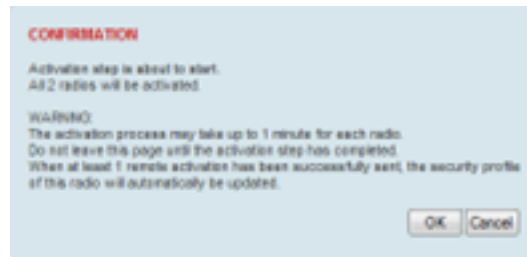 CONFIRMATION
Activation step is about to start.
All 2 radios will be activated.
WARNING:
The activation process may take up to 1 minute for each radio.
Do not leave this page until the activation step has completed.
When at least 1 remote activation has been successfully sent, the security profile
of this radio will automatically be updated.
OK Cancel